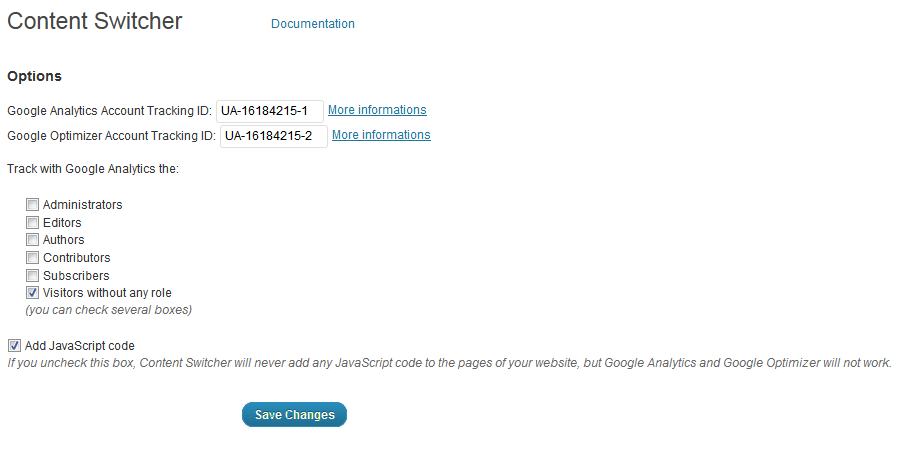 Content Switcher
Documentation
Options
Google Analytics Account Tracking ID: UA-16184215-1 More informations
Google Optimizer Account Tracking ID: UA-16184215-2 More informations
Track with Google Analytics the:
Administrators
Editors
Authors
Contributors
Subscribers
Visitors without any role
(you can check several boxes)
Add JavaScript code
If you uncheck this box, Content Switcher will never add any JavaScript code to the pages of your website, but Google Analytics and Google Optimizer will not work.
Save Changes